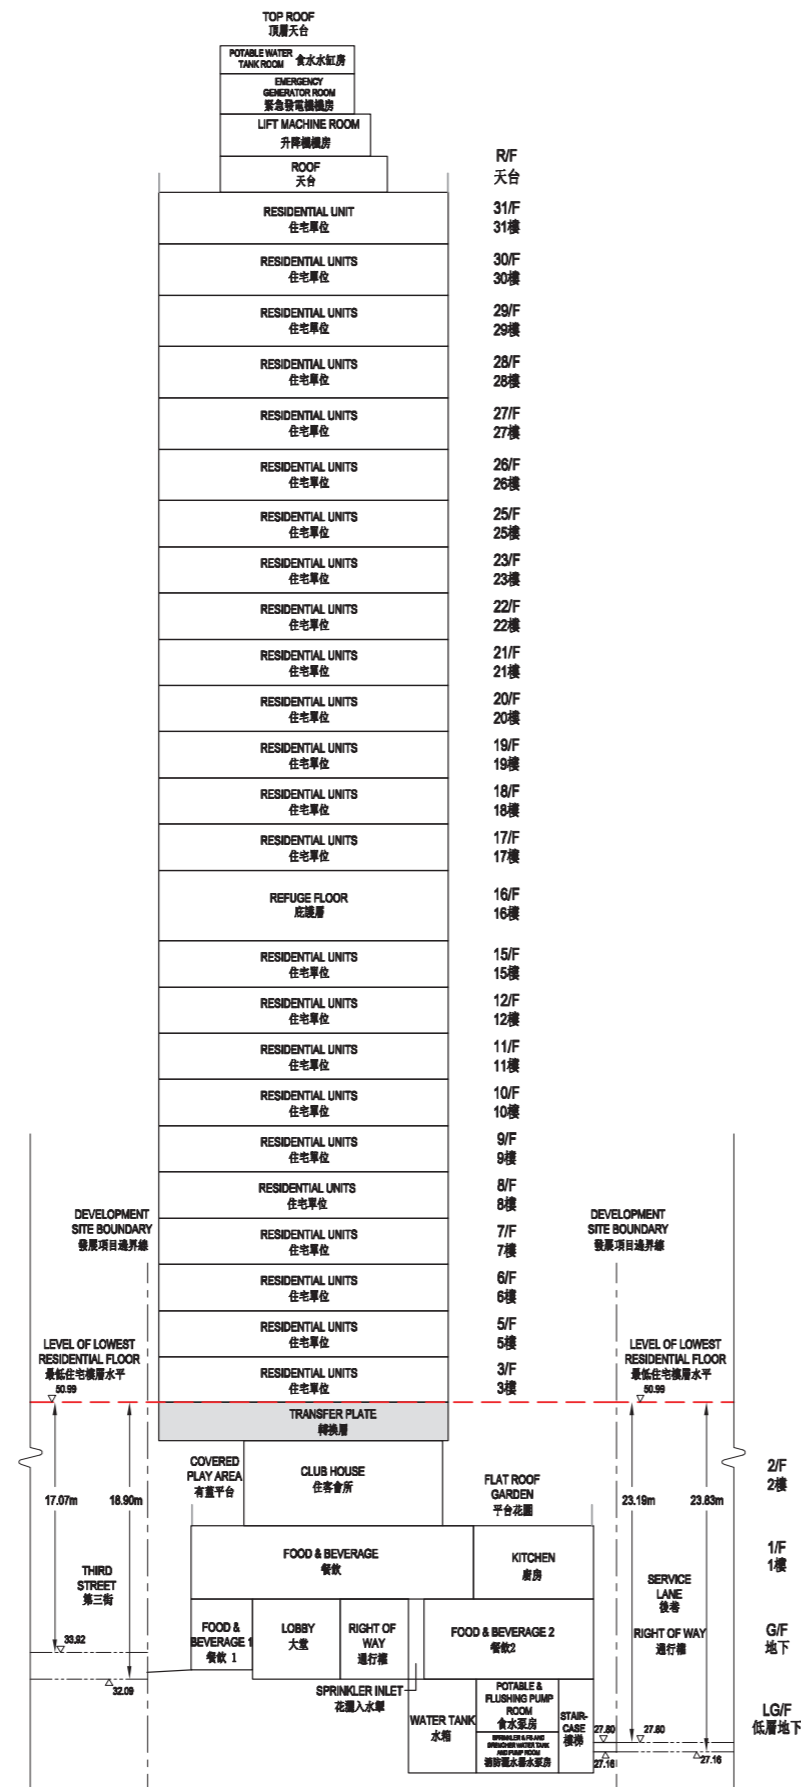 TOP ROOF
頂層天台
POTABLE WATER
TANK ROOM 食水水缸房
EMERGENCY
GENERATOR ROOM
緊急發電機機房
LIFT MACHINE ROOM
升降機機房
ROOF
天台
R/F
天台
RESIDENTIAL UNIT
住宅單位
31/F
31樓
RESIDENTIAL UNITS
住宅單位
30/F
30樓
RESIDENTIAL UNITS
住宅單位
29/F
29樓
RESIDENTIAL UNITS
住宅單位
28/F
28樓
RESIDENTIAL UNITS
住宅單位
27/F
27樓
RESIDENTIAL UNITS
住宅單位
26/F
26樓
RESIDENTIAL UNITS
住宅單位
25/F
25樓
RESIDENTIAL UNITS
住宅單位
23/F
23樓
RESIDENTIAL UNITS
住宅單位
22/F
22樓
RESIDENTIAL UNITS
住宅單位
21/F
21樓
RESIDENTIAL UNITS
住宅單位
20/F
20樓
RESIDENTIAL UNITS
住宅單位
19/F
19樓
RESIDENTIAL UNITS
住宅單位
18/F
18樓
RESIDENTIAL UNITS
住宅單位
17/F
17樓
REFUGE FLOOR
庇護層
16/F
16樓
RESIDENTIAL UNITS
住宅單位
15/F
15樓
RESIDENTIAL UNITS
住宅單位
12/F
12樓
RESIDENTIAL UNITS
住宅單位
11/F
11樓
RESIDENTIAL UNITS
住宅單位
10/F
10樓
RESIDENTIAL UNITS
住宅單位
9/F
9樓
RESIDENTIAL UNITS
住宅單位
8/F
8樓
DEVELOPMENT
SITE BOUNDARY
發展項目邊界線
RESIDENTIAL UNITS
住宅單位
7/F
7樓
DEVELOPMENT
SITE BOUNDARY
發展項目邊界線
RESIDENTIAL UNITS
住宅單位
6/F
6樓
RESIDENTIAL UNITS
住宅單位
5/F
5樓
LEVEL OF LOWEST
RESIDENTIAL FLOOR
最低住宅樓層水平
50.99
RESIDENTIAL UNITS
住宅單位
3/F
3樓
LEVEL OF LOWEST
RESIDENTIAL FLOOR
最低住宅樓層水平
50.99
TRANSFER PLATE
轉換層
COVERED
PLAY AREA
有蓋平台
CLUB HOUSE
住客會所
FLAT ROOF
GARDEN
平台花園
2/F
2樓
17.07m
18.90m
23.19m
23.83m
FOOD & BEVERAGE
餐飲
KITCHEN
廚房
1/F
1樓
THIRD
STREET
第三街
SERVICE
LANE
後巷
RIGHT OF WAY
通行權
FOOD &
BEVERAGE 1
餐飲 1
LOBBY
大堂
RIGHT OF
WAY
通行權
FOOD & BEVERAGE 2
餐飲2
G/F
地下
33.92
32.09
SPRINKLER INLET
花灑入水掣
WATER TANK
水箱
POTABLE &
FLUSHING PUMP
ROOM
食水泵房
SPRINKLER & FS AND
DRENCHER WATER TANK
AND PUMP ROOM
消防灑水器水泵房
STAIR-
CASE
樓梯
27.80
27.80
27.16
27.16
LG/F
低層地下